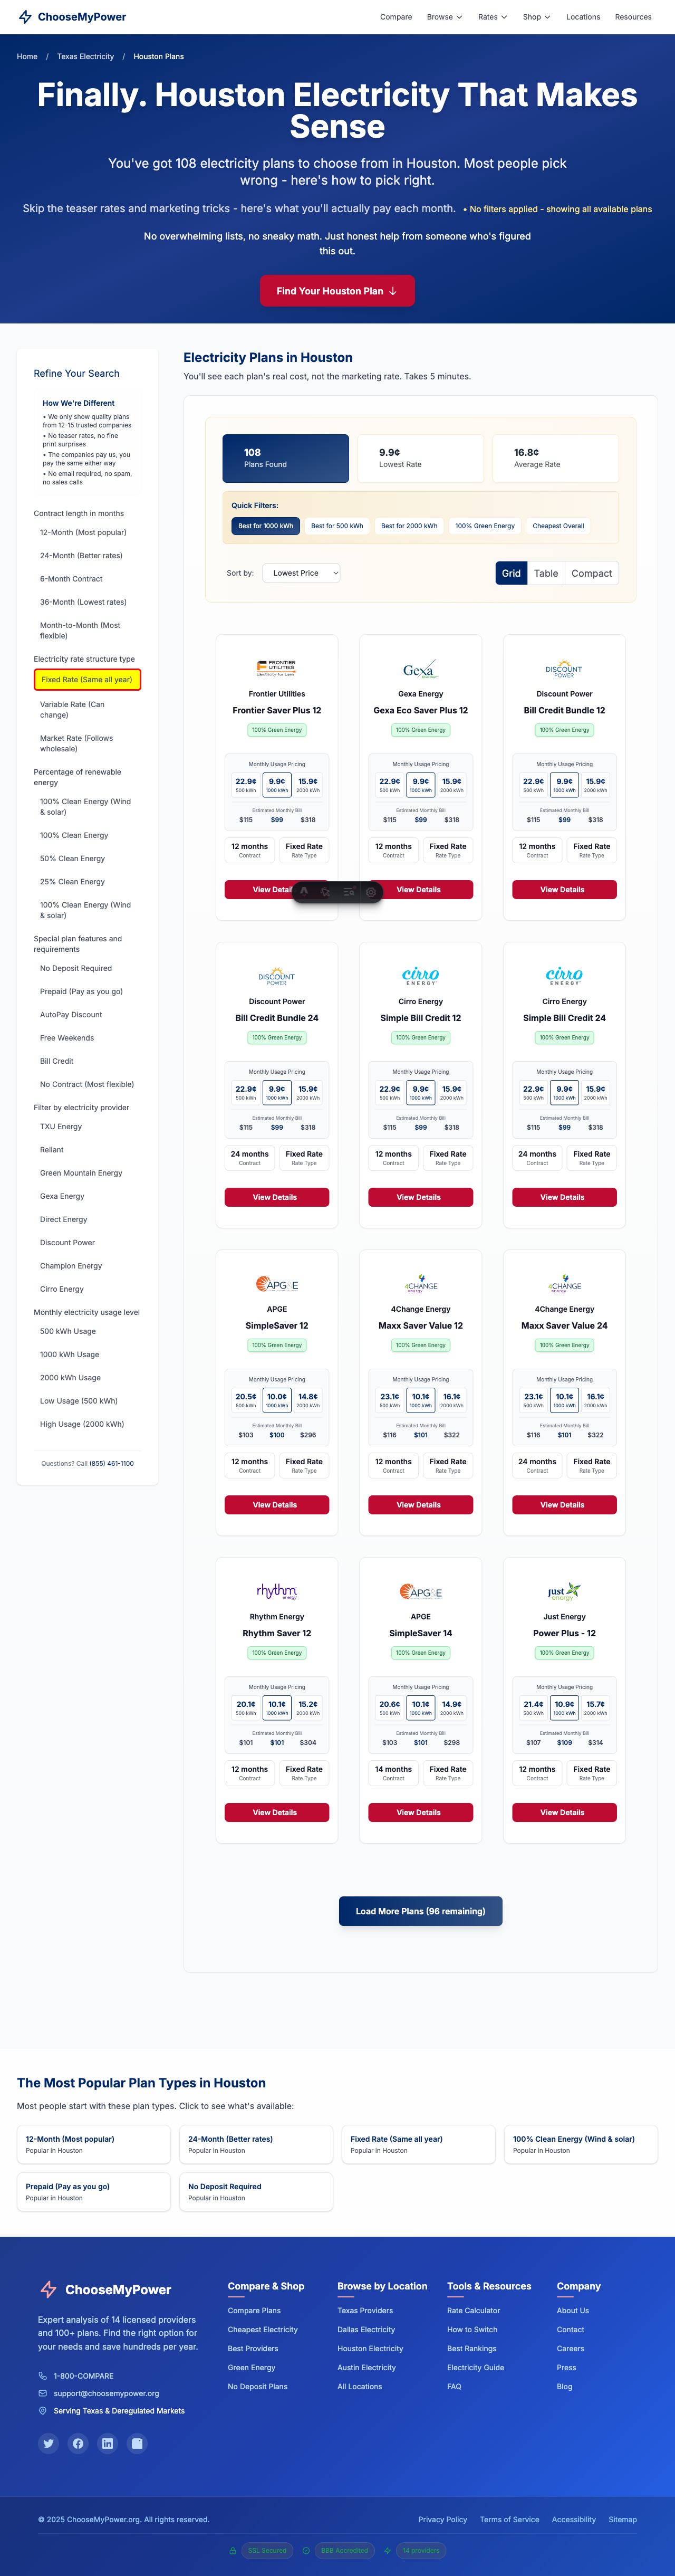 ChooseMyPower
Compare
Browse
Rates
Shop
Locations
Resources
Home / Texas Electricity / Houston Plans
Finally. Houston Electricity That Makes
Sense
You've got 108 electricity plans to choose from in Houston. Most people pick
wrong - here's how to pick right.
Skip the teaser rates and marketing tricks - here's what you'll actually pay each month. • No filters applied - showing all available plans
No overwhelming lists, no sneaky math. Just honest help from someone who's figured
this out.
Find Your Houston Plan
Refine Your Search
How We're Different
• We only show quality plans
from 12-15 trusted companies
• No teaser rates, no fine
print surprises
• The companies pay us, you
pay the same either way
• No email required, no spam,
no sales calls
Contract length in months
12-Month (Most popular)
24-Month (Better rates)
6-Month Contract
36-Month (Lowest rates)
Month-to-Month (Most
flexible)
Electricity rate structure type
Fixed Rate (Same all year)
Variable Rate (Can
change)
Market Rate (Follows
wholesale)
Percentage of renewable
energy
100% Clean Energy (Wind
& solar)
100% Clean Energy
50% Clean Energy
25% Clean Energy
100% Clean Energy (Wind
& solar)
Special plan features and
requirements
No Deposit Required
Prepaid (Pay as you go)
AutoPay Discount
Free Weekends
Bill Credit
No Contract (Most flexible)
Filter by electricity provider
TXU Energy
Reliant
Green Mountain Energy
Gexa Energy
Direct Energy
Discount Power
Champion Energy
Cirro Energy
Monthly electricity usage level
500 kWh Usage
1000 kWh Usage
2000 kWh Usage
Low Usage (500 kWh)
High Usage (2000 kWh)
Questions? Call (855) 461-1100
Electricity Plans in Houston
You'll see each plan's real cost, not the marketing rate. Takes 5 minutes.
108
Plans Found
9.9¢
Lowest Rate
16.8¢
Average Rate
Quick Filters:
Best for 1000 kWh
Best for 500 kWh
Best for 2000 kWh
100% Green Energy
Cheapest Overall
Sort by: Lowest Price
Grid
Table
Compact
FRONTIER
UTILITIES
Electricity For Less
Frontier Utilities
Frontier Saver Plus 12
100% Green Energy
Monthly Usage Pricing
22.9¢ 9.9¢ 15.9¢
500 kWh 1000 kWh 2000 kWh
Estimated Monthly Bill
$115 $99 $318
12 months Fixed Rate
Contract Rate Type
View Detai
Gexa
ENERGY
Gexa Energy
Gexa Eco Saver Plus 12
100% Green Energy
Monthly Usage Pricing
22.9¢ 9.9¢ 15.9¢
500 kWh 1000 kWh 2000 kWh
Estimated Monthly Bill
$115 $99 $318
12 months Fixed Rate
Contract Rate Type
View Details
DISCOUNT
POWER
Discount Power
Bill Credit Bundle 12
100% Green Energy
Monthly Usage Pricing
22.9¢ 9.9¢ 15.9¢
500 kWh 1000 kWh 2000 kWh
Estimated Monthly Bill
$115 $99 $318
12 months Fixed Rate
Contract Rate Type
View Details
DISCOUNT
POWER
Discount Power
Bill Credit Bundle 24
100% Green Energy
Monthly Usage Pricing
22.9¢ 9.9¢ 15.9¢
500 kWh 1000 kWh 2000 kWh
Estimated Monthly Bill
$115 $99 $318
24 months Fixed Rate
Contract Rate Type
View Details
cirro
ENERGY
Cirro Energy
Simple Bill Credit 12
100% Green Energy
Monthly Usage Pricing
22.9¢ 9.9¢ 15.9¢
500 kWh 1000 kWh 2000 kWh
Estimated Monthly Bill
$115 $99 $318
12 months Fixed Rate
Contract Rate Type
View Details
cirro
ENERGY
Cirro Energy
Simple Bill Credit 24
100% Green Energy
Monthly Usage Pricing
22.9¢ 9.9¢ 15.9¢
500 kWh 1000 kWh 2000 kWh
Estimated Monthly Bill
$115 $99 $318
24 months Fixed Rate
Contract Rate Type
View Details
APG&E
APGE
SimpleSaver 12
100% Green Energy
Monthly Usage Pricing
20.5¢ 10.0¢ 14.8¢
500 kWh 1000 kWh 2000 kWh
Estimated Monthly Bill
$103 $100 $296
12 months Fixed Rate
Contract Rate Type
View Details
4CHANGE
energy
4Change Energy
Maxx Saver Value 12
100% Green Energy
Monthly Usage Pricing
23.1¢ 10.1¢ 16.1¢
500 kWh 1000 kWh 2000 kWh
Estimated Monthly Bill
$116 $101 $322
12 months Fixed Rate
Contract Rate Type
View Details
4CHANGE
energy
4Change Energy
Maxx Saver Value 24
100% Green Energy
Monthly Usage Pricing
23.1¢ 10.1¢ 16.1¢
500 kWh 1000 kWh 2000 kWh
Estimated Monthly Bill
$116 $101 $322
24 months Fixed Rate
Contract Rate Type
View Details
rhythm
energy
Rhythm Energy
Rhythm Saver 12
100% Green Energy
Monthly Usage Pricing
20.1¢ 10.1¢ 15.2¢
500 kWh 1000 kWh 2000 kWh
Estimated Monthly Bill
$101 $101 $304
12 months Fixed Rate
Contract Rate Type
View Details
APG&E
APGE
SimpleSaver 14
100% Green Energy
Monthly Usage Pricing
20.6¢ 10.1¢ 14.9¢
500 kWh 1000 kWh 2000 kWh
Estimated Monthly Bill
$103 $101 $298
14 months Fixed Rate
Contract Rate Type
View Details
just
energy
Just Energy
Power Plus - 12
100% Green Energy
Monthly Usage Pricing
21.4¢ 10.9¢ 15.7¢
500 kWh 1000 kWh 2000 kWh
Estimated Monthly Bill
$107 $109 $314
12 months Fixed Rate
Contract Rate Type
View Details
Load More Plans (96 remaining)
The Most Popular Plan Types in Houston
Most people start with these plan types. Click to see what's available:
12-Month (Most popular)
Popular in Houston
24-Month (Better rates)
Popular in Houston
Fixed Rate (Same all year)
Popular in Houston
100% Clean Energy (Wind & solar)
Popular in Houston
Prepaid (Pay as you go)
Popular in Houston
No Deposit Required
Popular in Houston
ChooseMyPower
Expert analysis of 14 licensed providers
and 100+ plans. Find the right option for
your needs and save hundreds per year.
1-800-COMPARE
support@choosemypower.org
Serving Texas & Deregulated Markets
Compare & Shop
Compare Plans
Cheapest Electricity
Best Providers
Green Energy
No Deposit Plans
Browse by Location
Texas Providers
Dallas Electricity
Houston Electricity
Austin Electricity
All Locations
Tools & Resources
Rate Calculator
How to Switch
Best Rankings
Electricity Guide
FAQ
Company
About Us
Contact
Careers
Press
Blog
© 2025 ChooseMyPower.org. All rights reserved.
Privacy Policy
Terms of Service
Accessibility
Sitemap
SSL Secured
BBB Accredited
14 providers